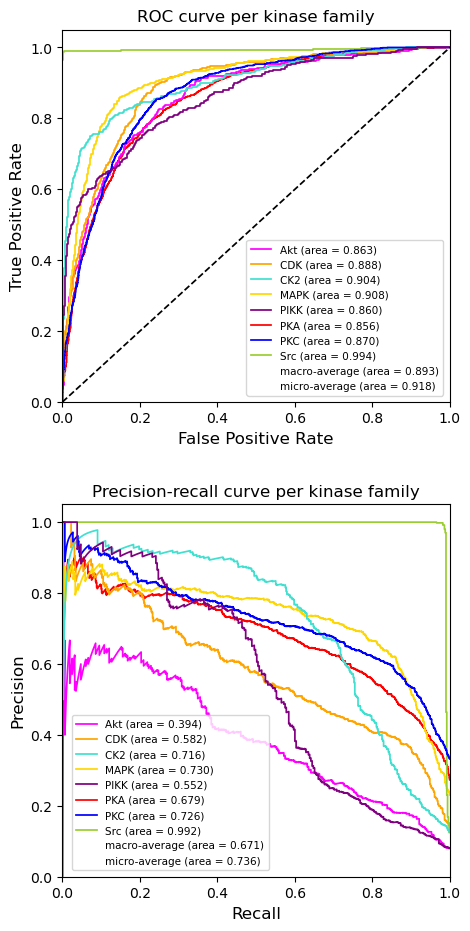 ROC curve per kinase family
1.0
0.8
0.6
0.4
0.2
0.0
True Positive Rate
Akt (area = 0.863)
CDK (area = 0.888)
CK2 (area = 0.904)
MAPK (area = 0.908)
PIKK (area = 0.860)
PKA (area = 0.856)
PKC (area = 0.870)
Src (area = 0.994)
macro-average (area = 0.893)
micro-average (area = 0.918)
0.0 0.2 0.4 0.6 0.8 1.0
False Positive Rate
Precision-recall curve per kinase family
1.0
0.8
0.6
0.4
0.2
0.0
Precision
Akt (area = 0.394)
CDK (area = 0.582)
CK2 (area = 0.716)
MAPK (area = 0.730)
PIKK (area = 0.552)
PKA (area = 0.679)
PKC (area = 0.726)
Src (area = 0.992)
macro-average (area = 0.671)
micro-average (area = 0.736)
0.0 0.2 0.4 0.6 0.8 1.0
Recall